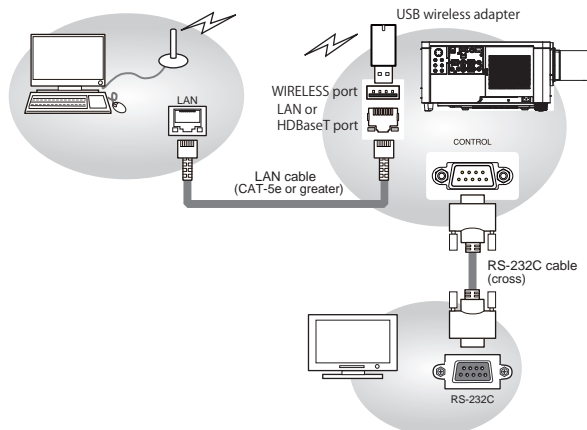 USB wireless adapter
WIRELESS port
LAN or
HDBaseT port
LAN
CONTROL
LAN cable
(CAT-5e or greater)
RS-232C cable
(cross)
RS-232C